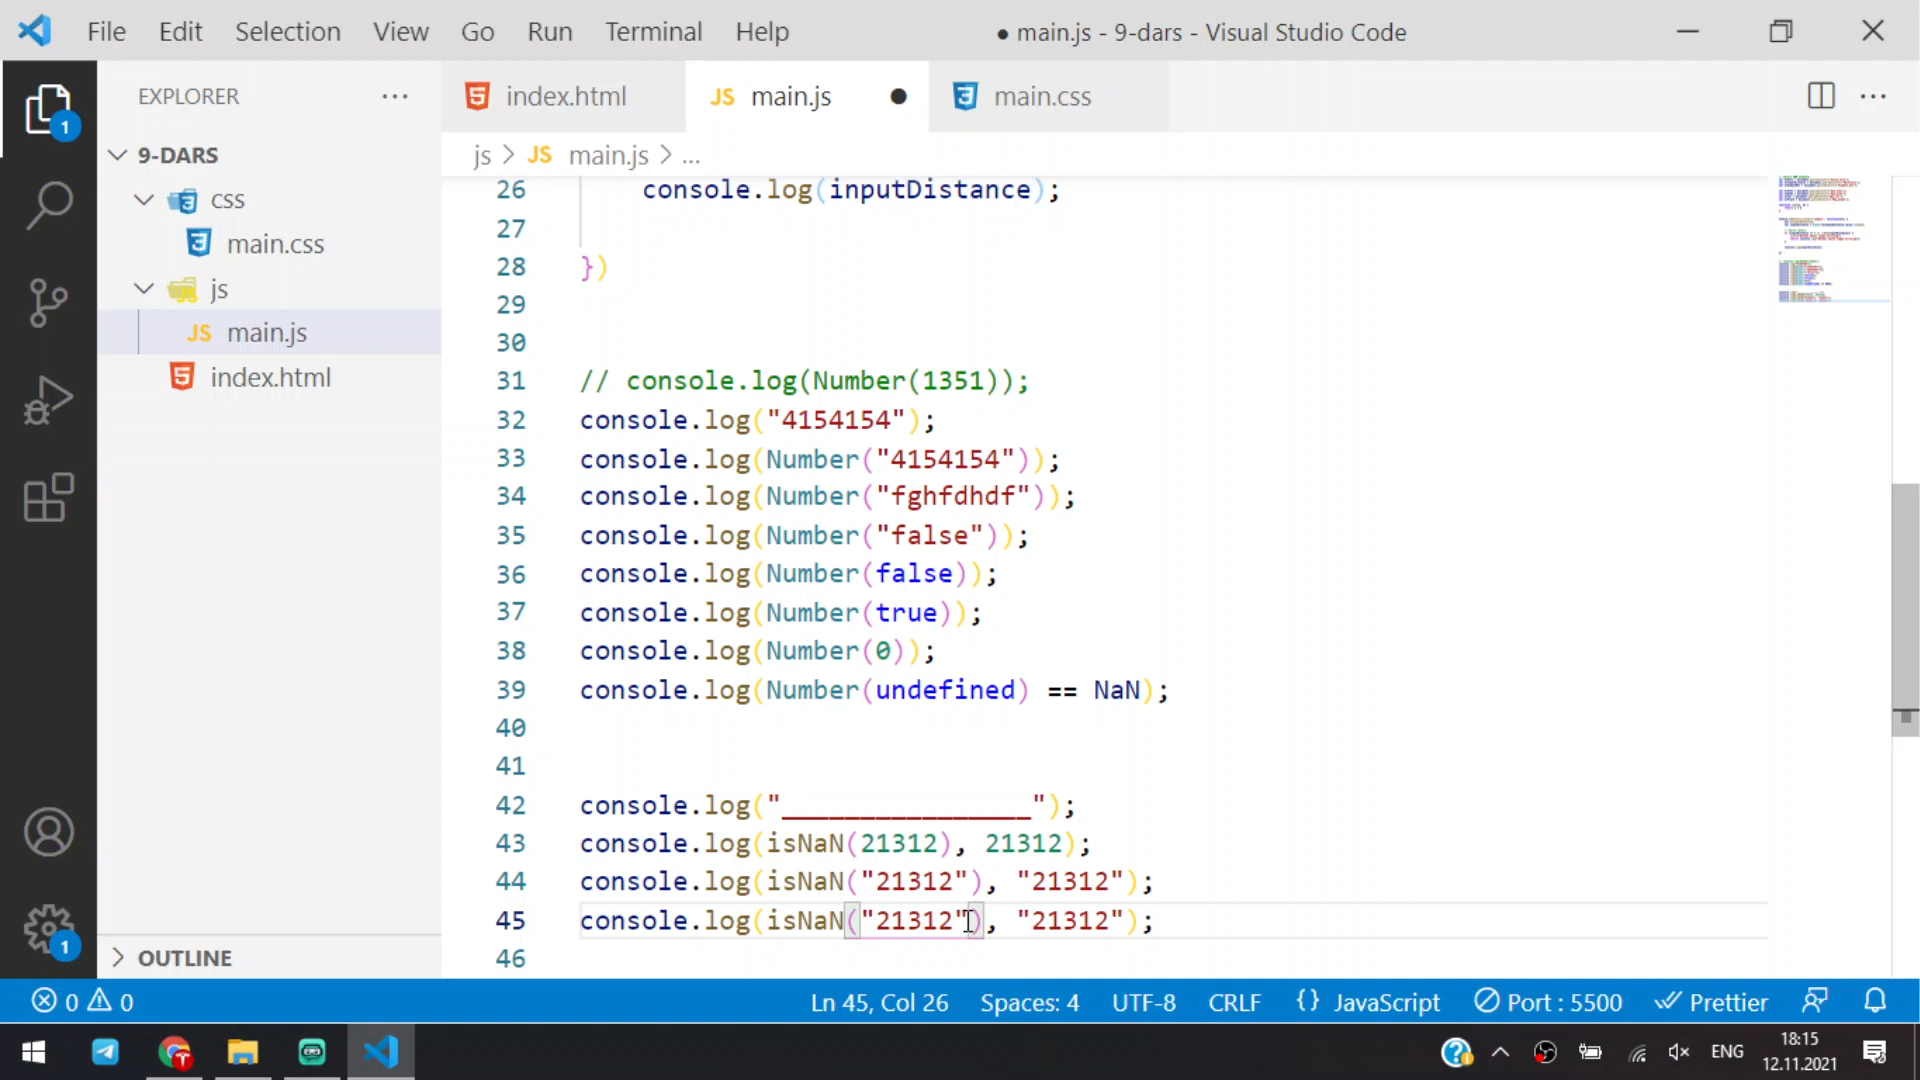 File Edit Selection View Go Run Terminal Help
● main.js - 9-dars - Visual Studio Code
EXPLORER ...
index.html
JS main.js ●
main.css
...
1
9-DARS
css
main.css
js
JS main.js
index.html
js > JS main.js > ...
26 console.log(inputDistance);
27
28 })
29
30
31 // console.log(Number(1351));
32 console.log("4154154");
33 console.log(Number("4154154"));
34 console.log(Number("fghfdhdf"));
35 console.log(Number("false"));
36 console.log(Number(false));
37 console.log(Number(true));
38 console.log(Number(0));
39 console.log(Number(undefined) == NaN);
40
41
42 console.log("________________");
43 console.log(isNaN(21312), 21312);
44 console.log(isNaN("21312"), "21312");
45 console.log(isNaN("21312"), "21312");
46
1
OUTLINE
0 0
Ln 45, Col 26 Spaces: 4 UTF-8 CRLF {} JavaScript Port : 5500 Prettier
ENG
18:15
12.11.2021